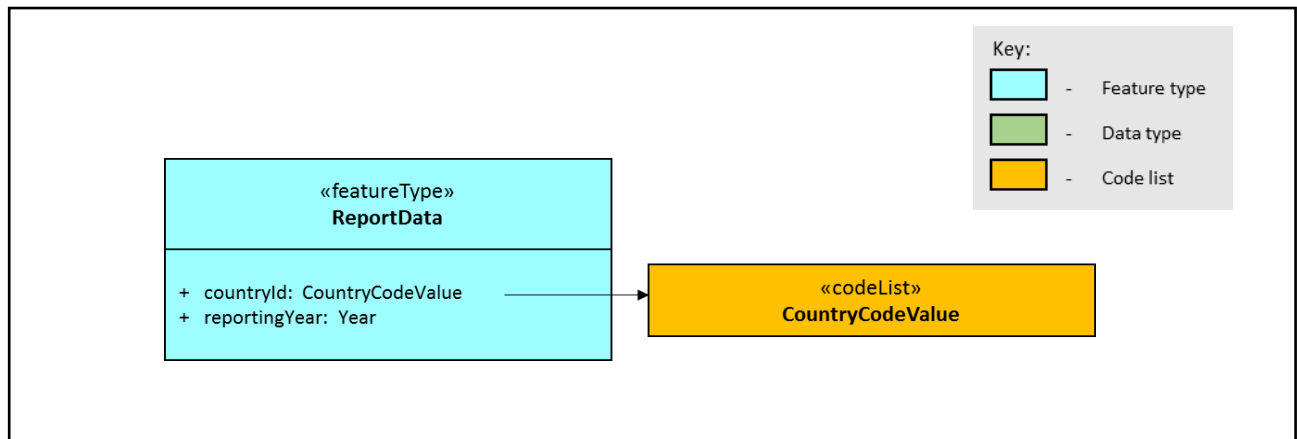 Key:
- Feature type
- Data type
- Code list
«featureType»
ReportData
+ countryId: CountryCodeValue
+ reportingYear: Year
«codeList»
CountryCodeValue